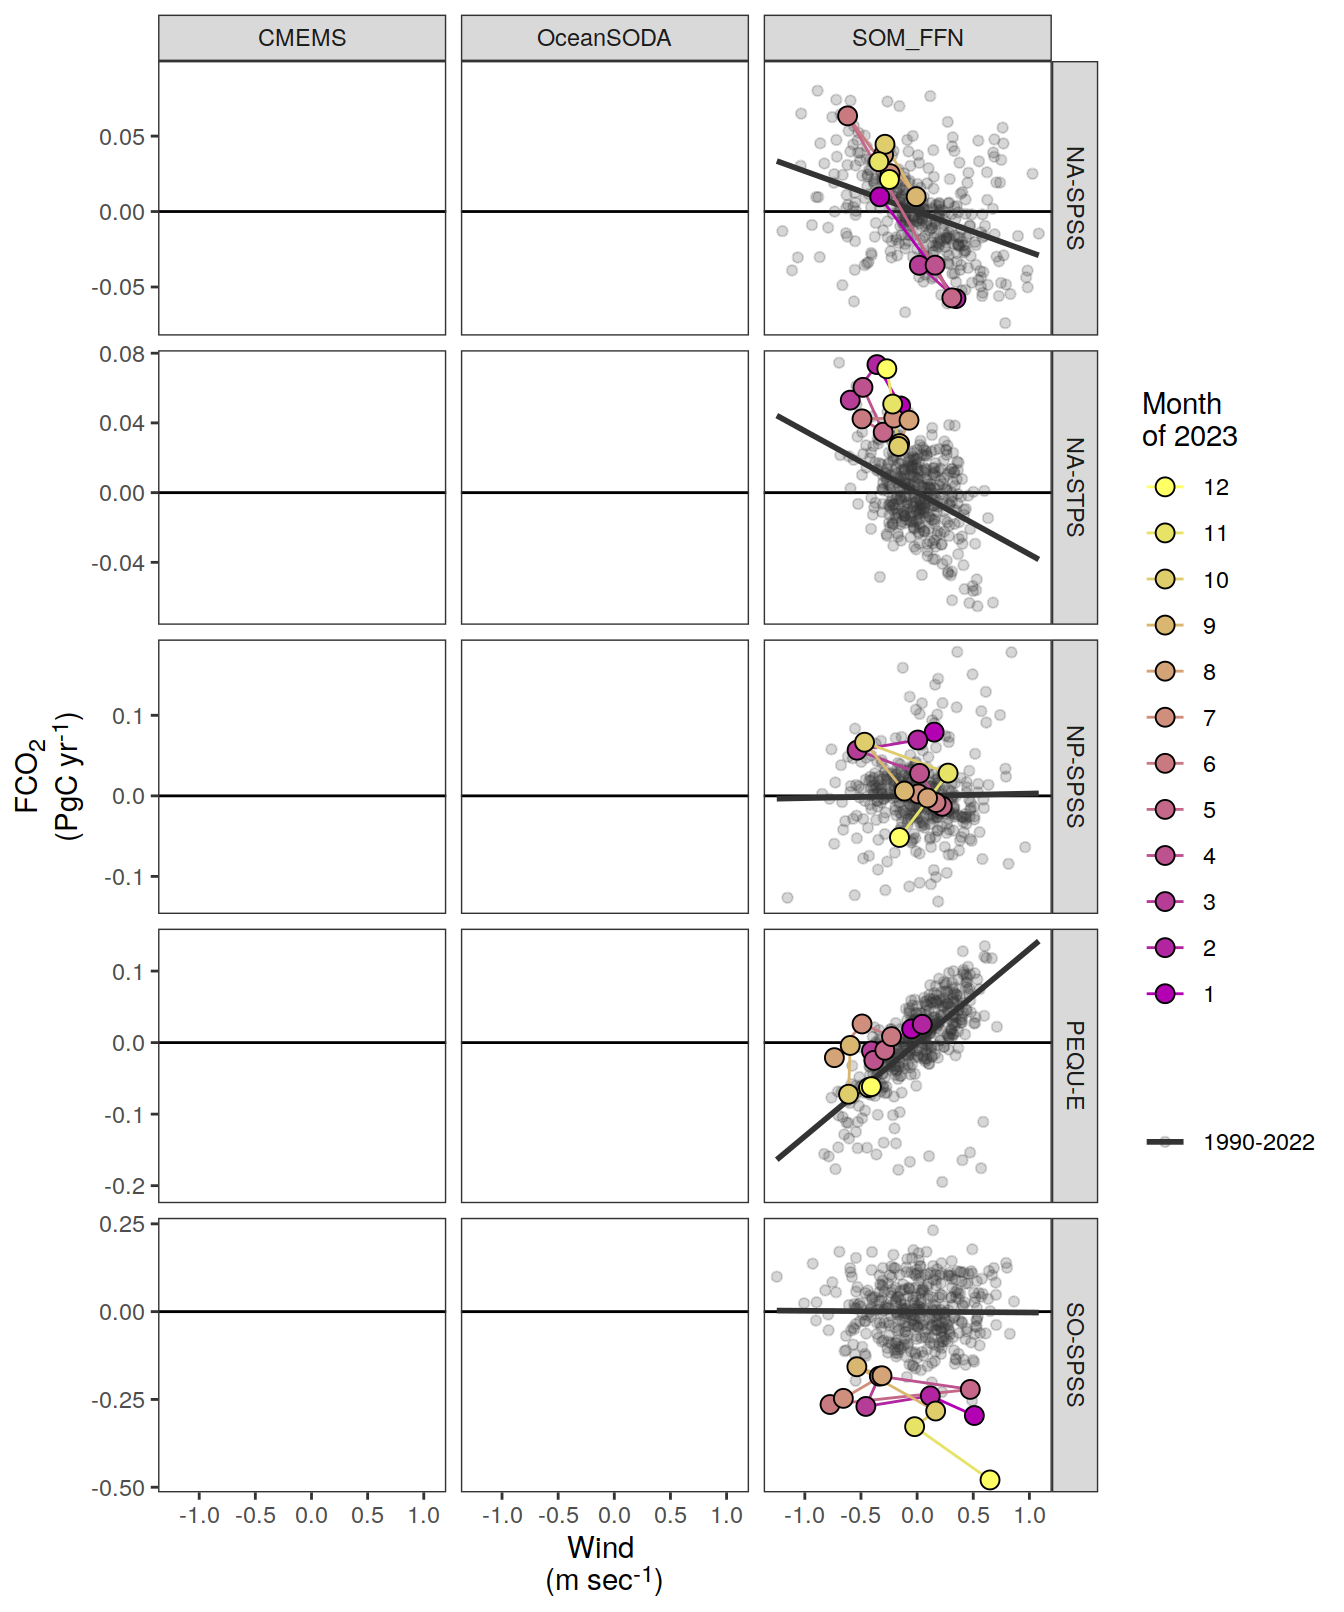 CMEMS OceanSODA SOM_FFN
0.05
0.00
-0.05
NA-SPSS
0.08
0.04
0.00
-0.04
NA-STPS
0.1
0.0
-0.1
NP-SPSS
0.1
0.0
-0.1
-0.2
PEQU-E
0.25
0.00
-0.25
-0.50
SO-SPSS
-1.0 -0.5 0.0 0.5 1.0 -1.0 -0.5 0.0 0.5 1.0 -1.0 -0.5 0.0 0.5 1.0
Wind
(m sec⁻¹)
FCO₂
(PgC yr⁻¹)
Month
of 2023
12
11
10
9
8
7
6
5
4
3
2
1
1990-2022